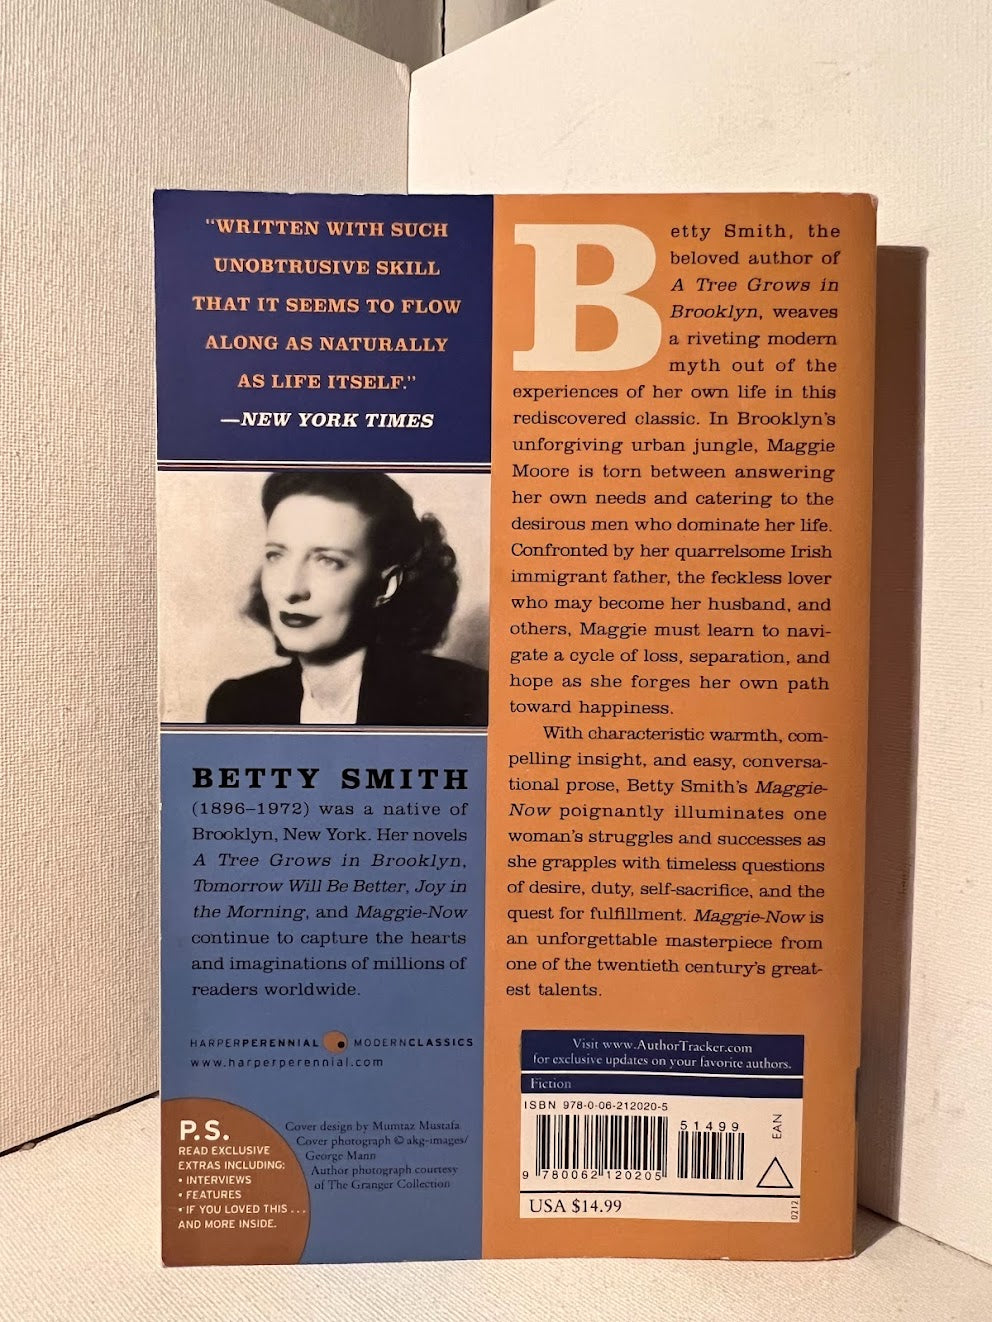 "WRITTEN WITH SUCH
UNOBTRUSIVE SKILL
THAT IT SEEMS TO FLOW
ALONG AS NATURALLY
AS LIFE ITSELF."
—NEW YORK TIMES
BETTY SMITH
(1896–1972) was a native of
Brooklyn, New York. Her novels
A Tree Grows in Brooklyn,
Tomorrow Will Be Better, Joy in
the Morning, and Maggie-Now
continue to capture the hearts
and imaginations of millions of
readers worldwide.
HARPERPERENNIAL MODERNCLASSICS
www.harperperennial.com
P.S.
READ EXCLUSIVE
EXTRAS INCLUDING:
• INTERVIEWS
• FEATURES
• IF YOU LOVED THIS . . .
AND MORE INSIDE.
Cover design by Mumtaz Mustafa
Cover photograph © akg-images/
George Mann
Author photograph courtesy
of The Granger Collection
Betty Smith, the
beloved author of
A Tree Grows in
Brooklyn, weaves
a riveting modern
myth out of the
experiences of her own life in this
rediscovered classic. In Brooklyn's
unforgiving urban jungle, Maggie
Moore is torn between answering
her own needs and catering to the
desirous men who dominate her life.
Confronted by her quarrelsome Irish
immigrant father, the feckless lover
who may become her husband, and
others, Maggie must learn to navi-
gate a cycle of loss, separation, and
hope as she forges her own path
toward happiness.
With characteristic warmth, com-
pelling insight, and easy, conversa-
tional prose, Betty Smith's Maggie-
Now poignantly illuminates one
woman's struggles and successes as
she grapples with timeless questions
of desire, duty, self-sacrifice, and the
quest for fulfillment. Maggie-Now is
an unforgettable masterpiece from
one of the twentieth century's great-
est talents.
Visit www.AuthorTracker.com
for exclusive updates on your favorite authors.
Fiction
ISBN 978-0-06-212020-5
51499
EAN
9 780062 120205
USA $14.99
0212